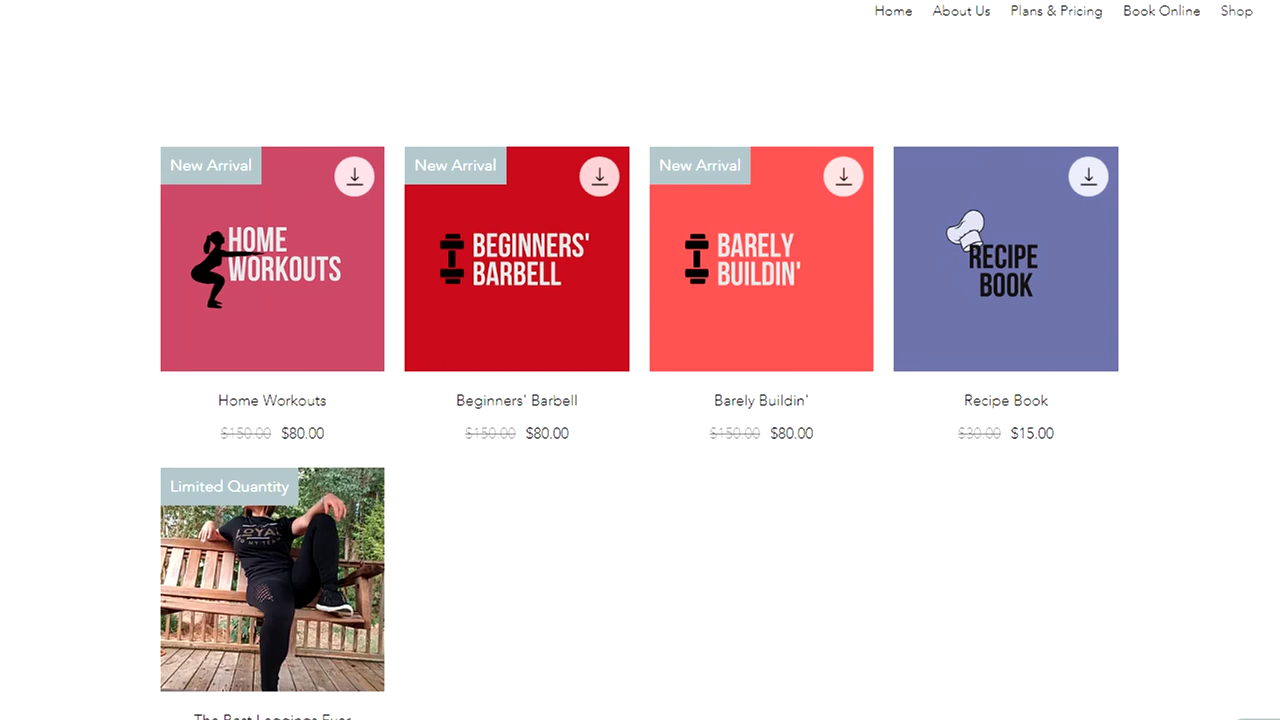 Home About Us Plans & Pricing Book Online Shop
New Arrival
HOME
WORKOUTS
New Arrival
BEGINNERS'
BARBELL
New Arrival
BARELY
BUILDIN'
RECIPE
BOOK
Home Workouts
Beginners' Barbell
Barely Buildin'
Recipe Book
$150.00 $80.00
$150.00 $80.00
$150.00 $80.00
$30.00 $15.00
Limited Quantity
LOYAL
The Best Leggings Ever